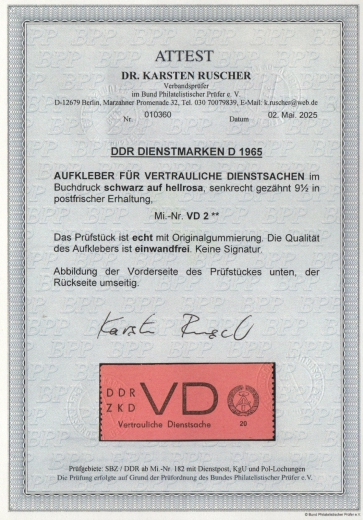 ATTEST
DR. KARSTEN RUSCHER
Verbandsprüfer
im Bund Philatelistischer Prüfer e. V.
D-12679 Berlin, Marzahner Promenade 32, Tel. 030 70079839, E-Mail: k.ruscher@web.de
Nr. 010360 Datum 02. Mai. 2025
DDR DIENSTMARKEN D 1965
AUFKLEBER FÜR VERTRAULICHE DIENSTSACHEN im
Buchdruck schwarz auf hellrosa, senkrecht gezähnt 9½ in
postfrischer Erhaltung,
Mi.-Nr. VD 2 **
Das Prüfstück ist echt mit Originalgummierung. Die Qualität
des Aufklebers ist einwandfrei. Keine Signatur.
Abbildung der Vorderseite des Prüfstückes unten, der
Rückseite umseitig.
Karsten Ruscher
DDR
ZKD
VD
Vertrauliche Dienstsache
20
Prüfgebiete: SBZ / DDR ab Mi.-Nr. 182 mit Dienstpost, KgU und Pol-Lochungen
Die Prüfung erfolgte auf Grund der Prüfordnung des Bundes Philatelistischer Prüfer e.V.
© Bund Philatelistischer Prüfer e.V.